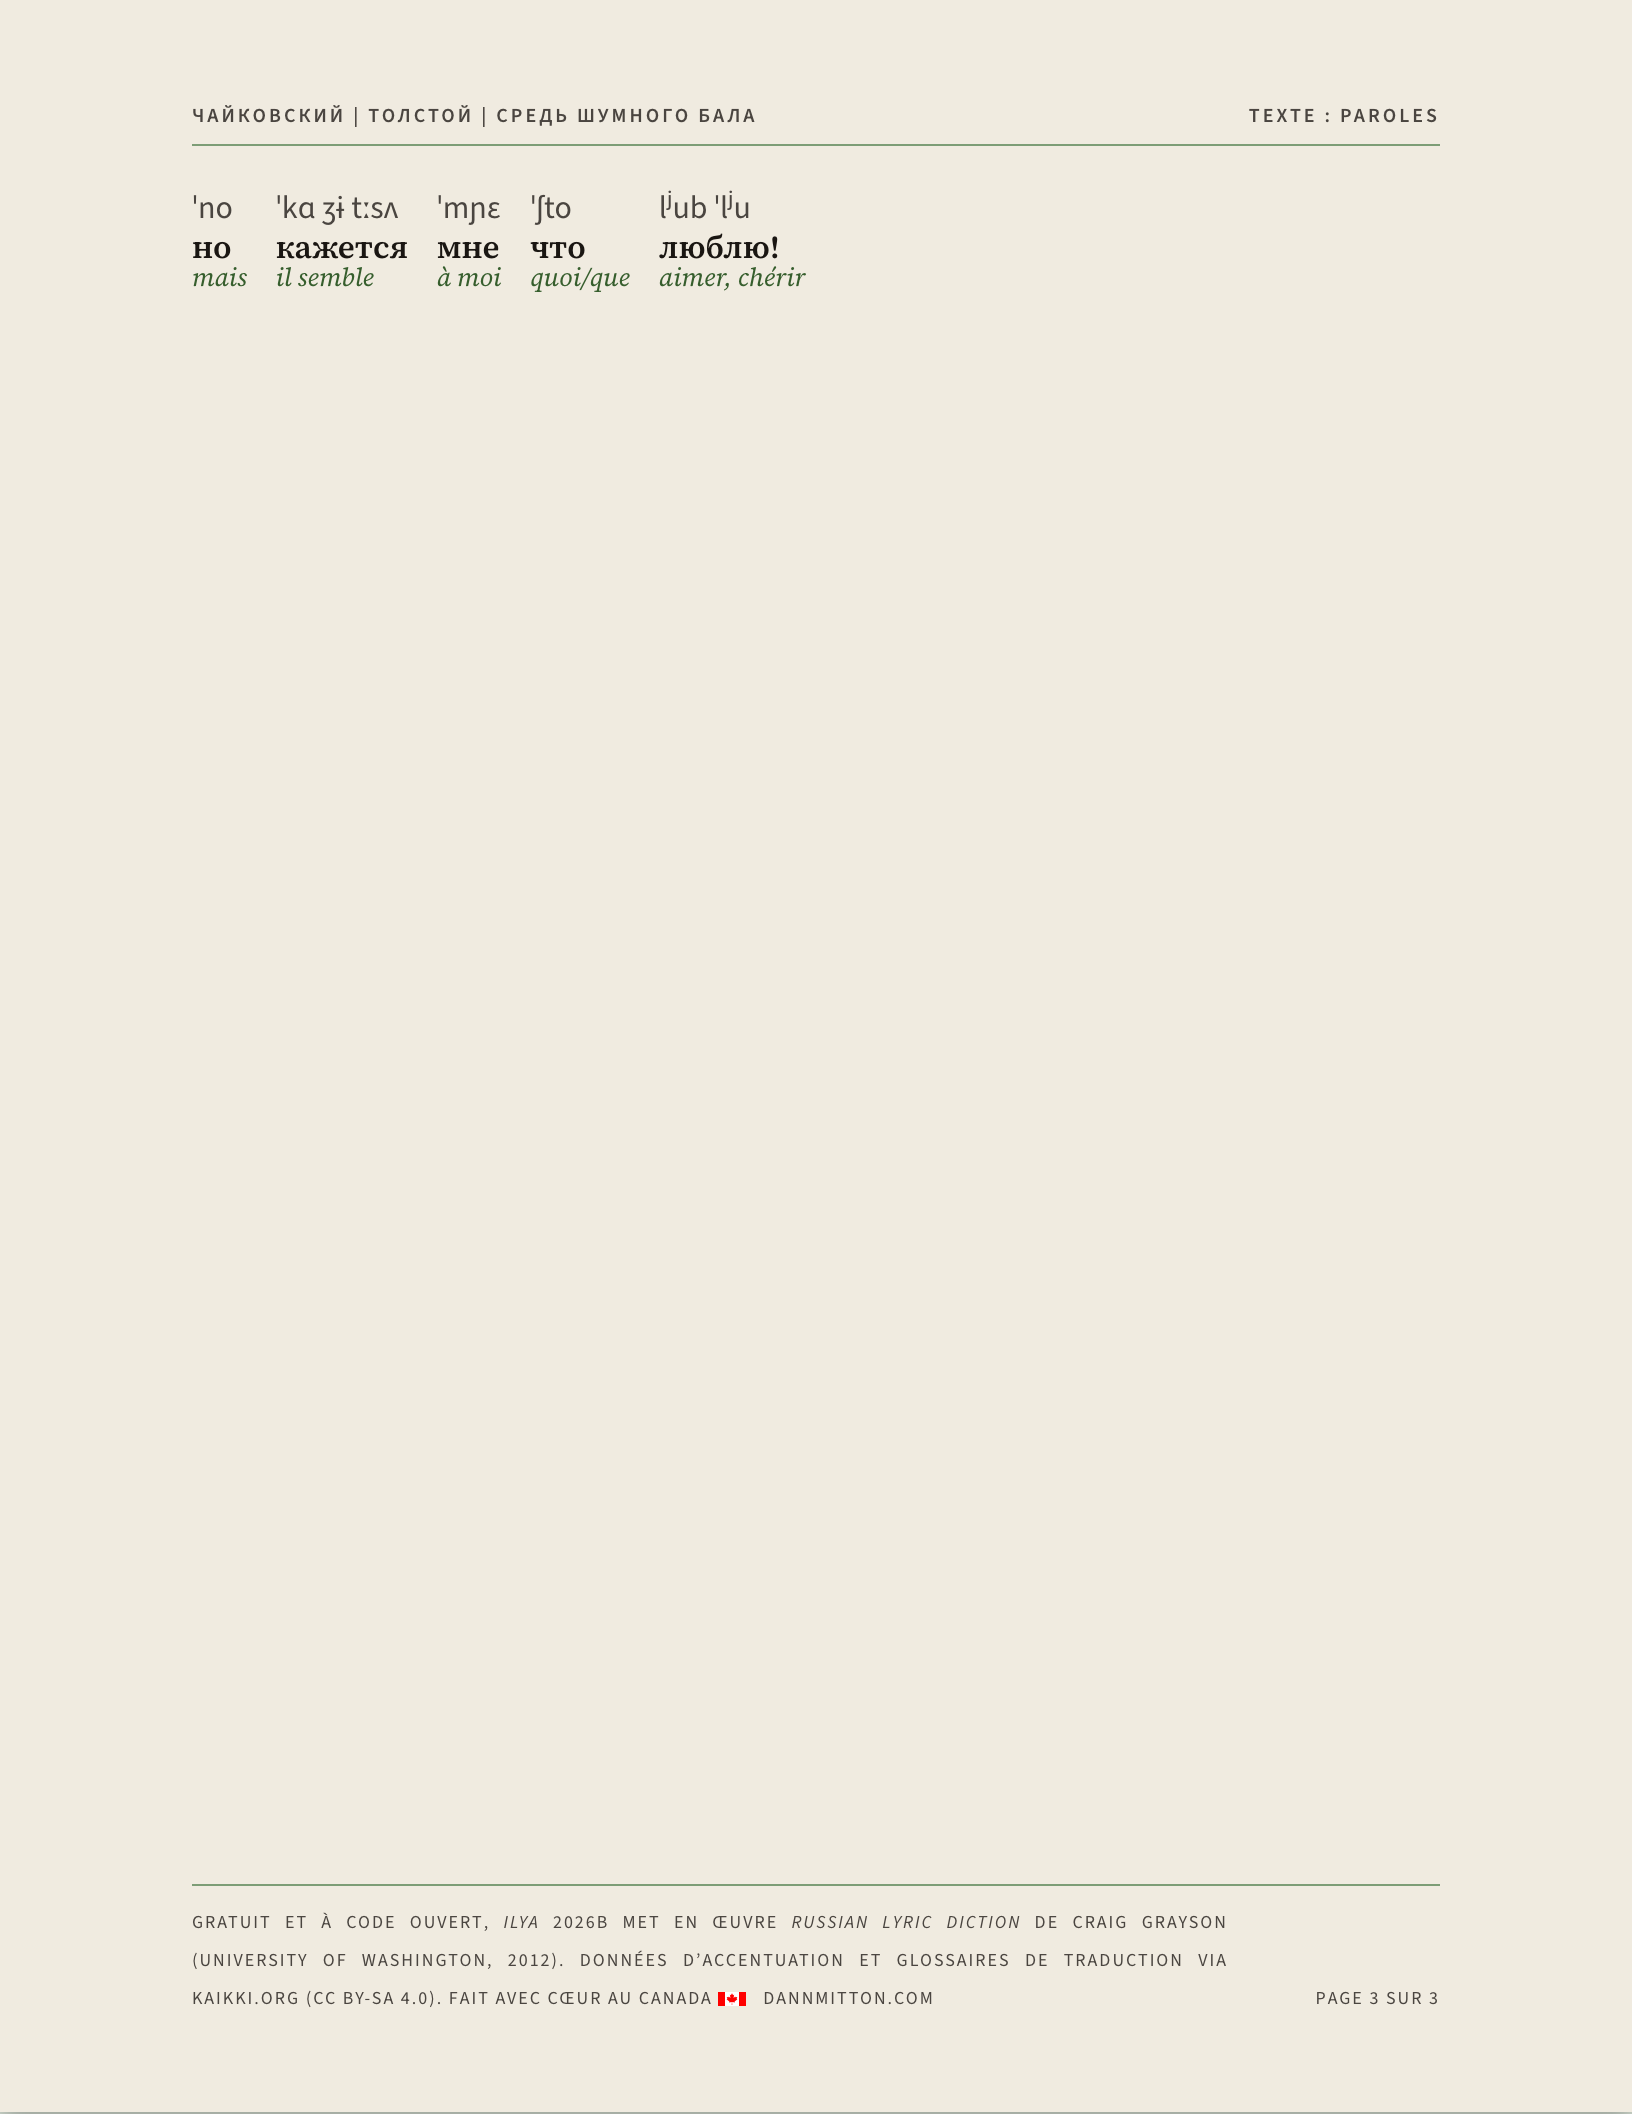 ЧАЙКОВСКИЙ | ТОЛСТОЙ | СРЕДЬ ШУМНОГО БАЛА TEXTE : PAROLES
ˈno ˈkɑ ʒɨ tːsʌ ˈmɲɛ ˈʃto lʲub ˈlʲu
но кажется мне что люблю!
mais il semble à moi quoi/que aimer, chérir
GRATUIT ET À CODE OUVERT, ILYA 2026B MET EN ŒUVRE RUSSIAN LYRIC DICTION DE CRAIG GRAYSON
(UNIVERSITY OF WASHINGTON, 2012). DONNÉES D’ACCENTUATION ET GLOSSAIRES DE TRADUCTION VIA
KAIKKI.ORG (CC BY-SA 4.0). FAIT AVEC CŒUR AU CANADA 🇨🇦 DANNMITTON.COM PAGE 3 SUR 3